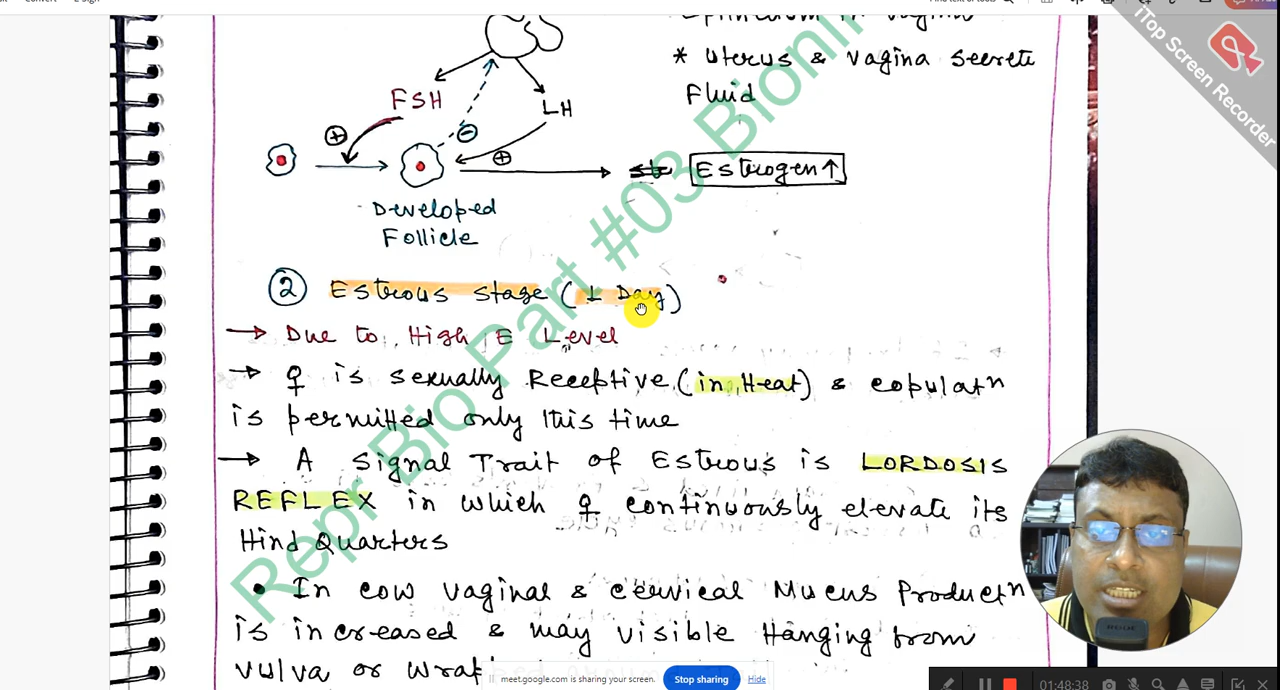 * Uterus & Vagina Secrete
Fluid
FSH
LH
Estrogen↑
Developed
Follicle
② Estrous Stage (1 Day)
→ Due to High E Level
→ ♀ is Sexually Receptive (in Heat) & copulatn
is permitted only this time
→ A Signal Trait of Estrous is LORDOSIS
REFLEX in which ♀ continuously elevate its
Hind Quarters
• In cow vaginal & cervical Mucus Productn
is increased & may visible Hanging from
vulva or
Repr Bio Part #03 Bionlin
iTop Screen Recorder
RODE
meet.google.com is sharing your screen.
Stop sharing
Hide
01:48:38